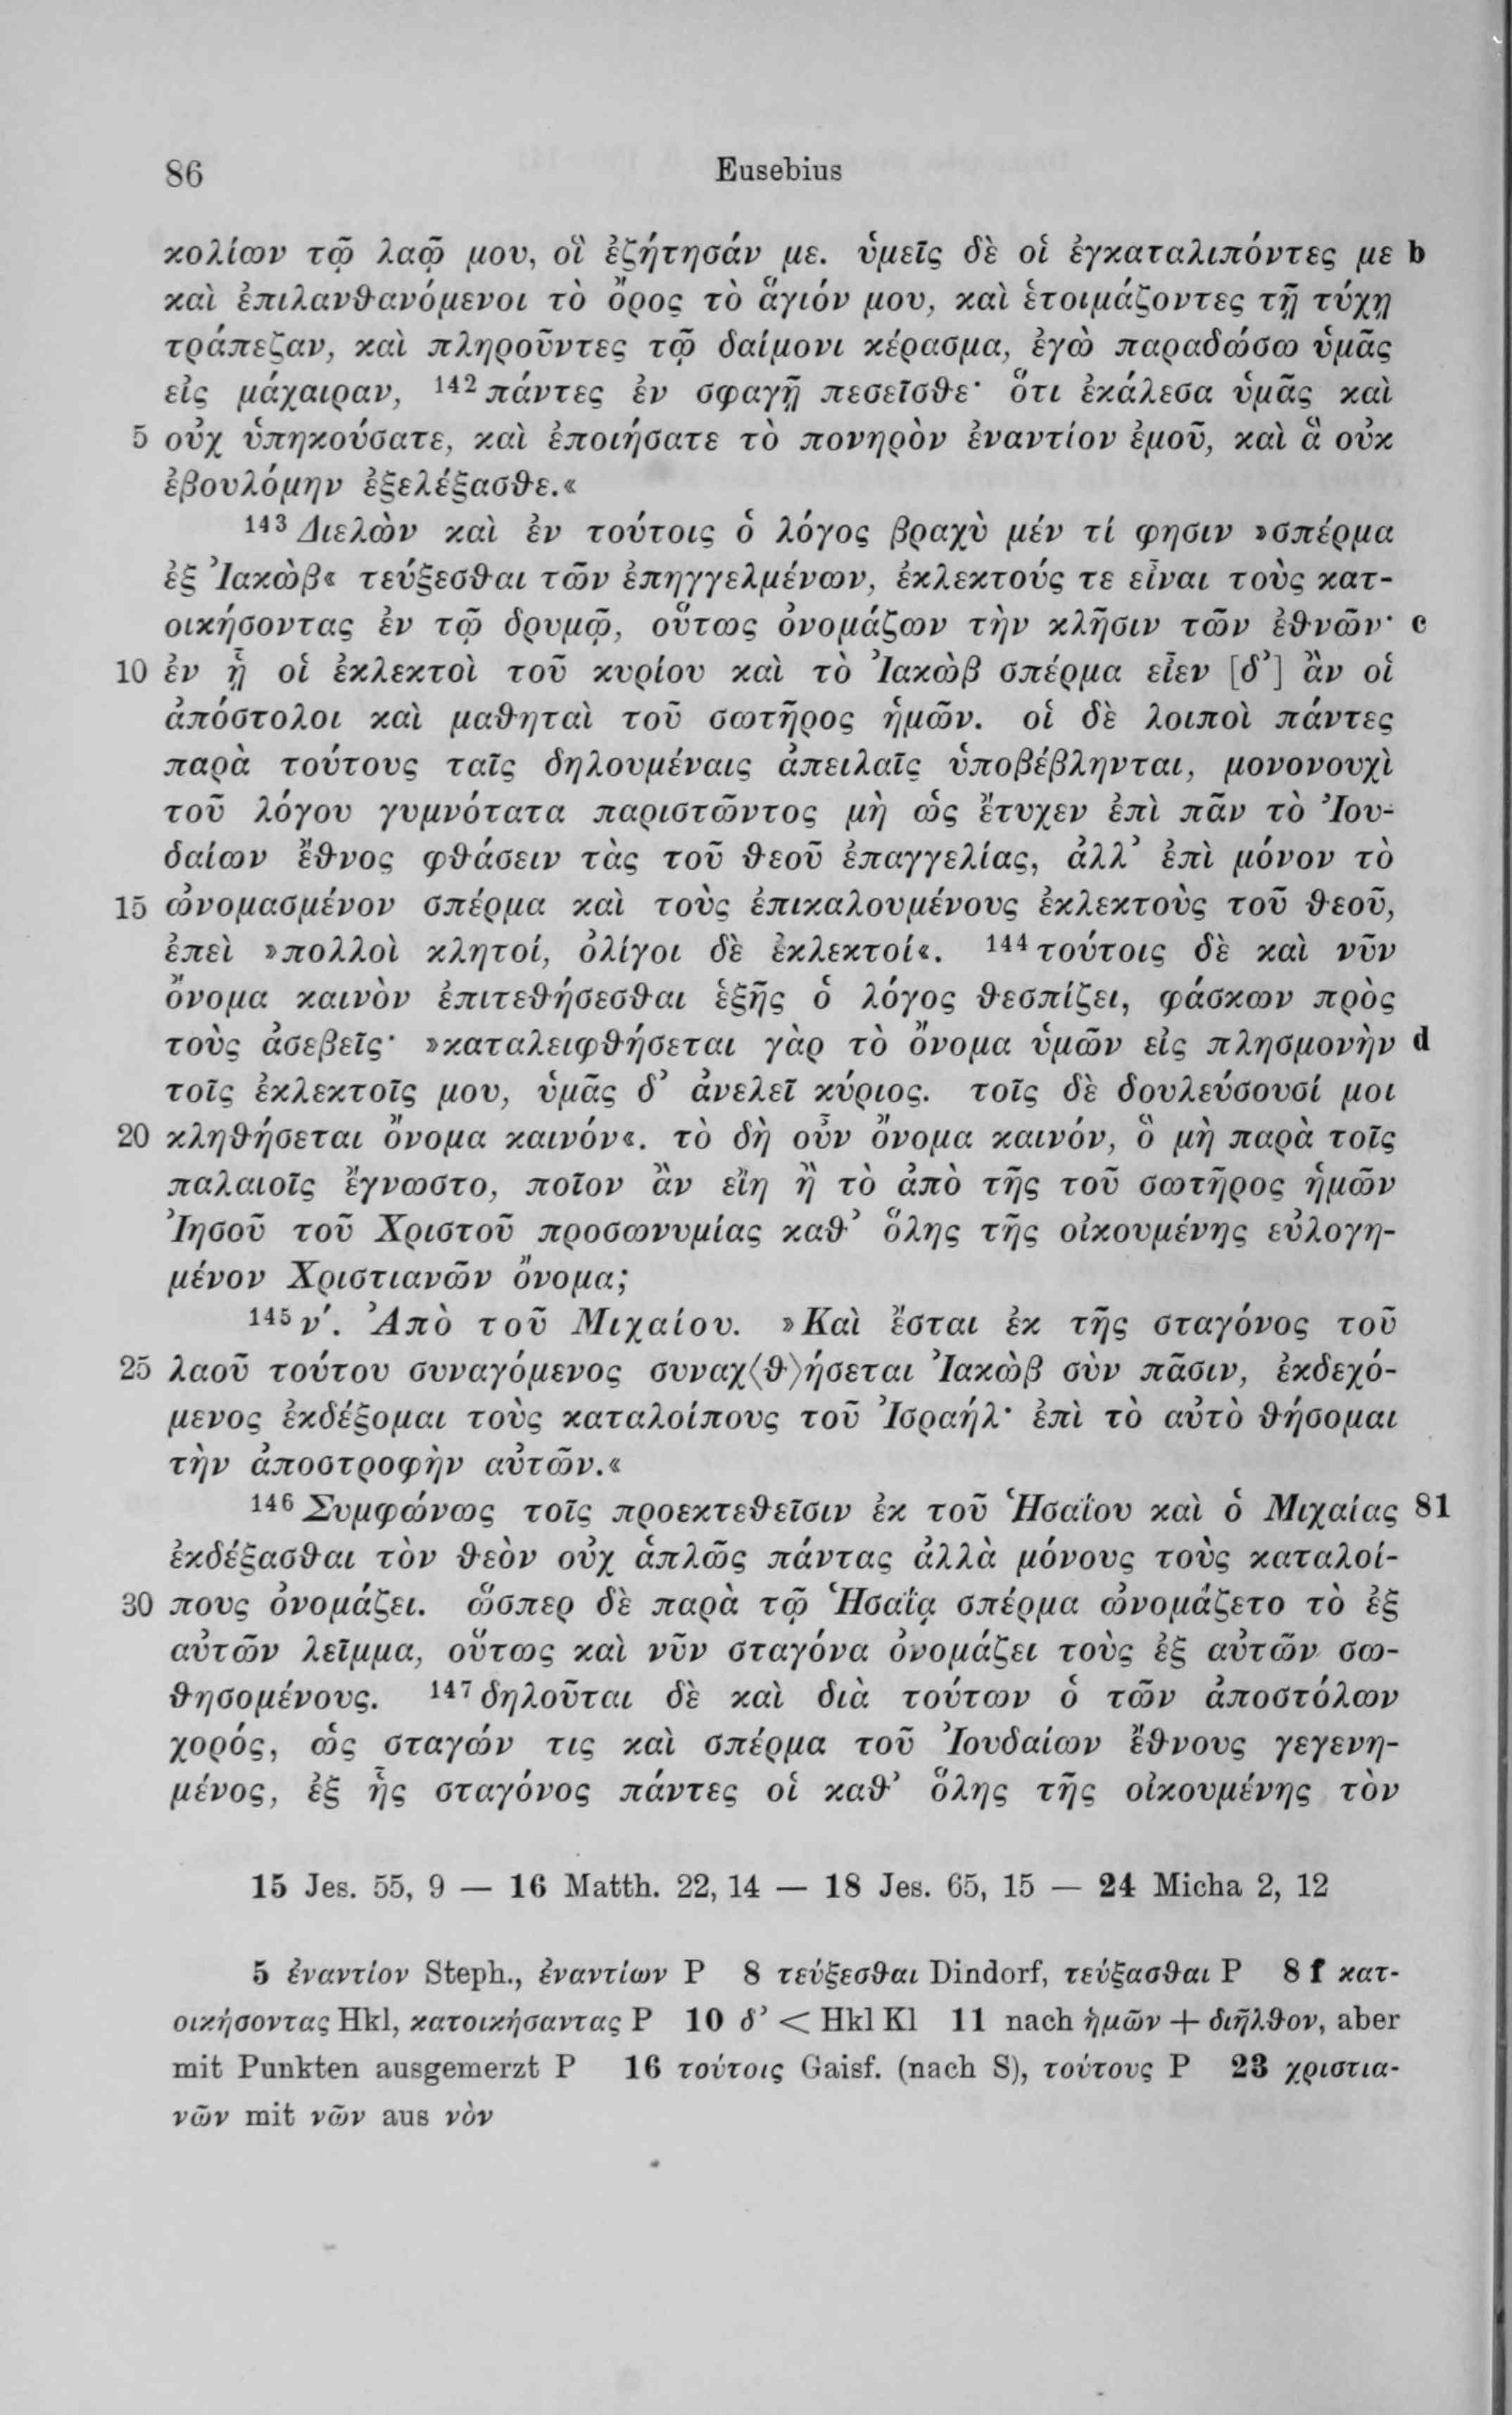 86 Eusebius
κολίων τῷ λαῷ μου, οἳ ἐζήτησάν με. ὑμεῖς δὲ οἱ ἐγκαταλιπόντες με b
καὶ ἐπιλανθανόμενοι τὸ ὄρος τὸ ἅγιόν μου, καὶ ἑτοιμάζοντες τῇ τύχῃ
τράπεζαν, καὶ πληροῦντες τῷ δαίμονι κέρασμα, ἐγὼ παραδώσω ὑμᾶς
εἰς μάχαιραν, ¹⁴² πάντες ἐν σφαγῇ πεσεῖσθε· ὅτι ἐκάλεσα ὑμᾶς καὶ
5 οὐχ ὑπηκούσατε, καὶ ἐποιήσατε τὸ πονηρὸν ἐναντίον ἐμοῦ, καὶ ἃ οὐκ
ἐβουλόμην ἐξελέξασθε.«
¹⁴³ Διελὼν καὶ ἐν τούτοις ὁ λόγος βραχὺ μέν τί φησιν »σπέρμα
ἐξ Ἰακὼβ« τεύξεσθαι τῶν ἐπηγγελμένων, ἐκλεκτούς τε εἶναι τοὺς κατ-
οικήσοντας ἐν τῷ δρυμῷ, οὕτως ὀνομάζων τὴν κλῆσιν τῶν ἐθνῶν· c
10 ἐν ᾗ οἱ ἐκλεκτοὶ τοῦ κυρίου καὶ τὸ Ἰακὼβ σπέρμα εἶεν [δ’] ἂν οἱ
ἀπόστολοι καὶ μαθηταὶ τοῦ σωτῆρος ἡμῶν. οἱ δὲ λοιποὶ πάντες
παρὰ τούτους ταῖς δηλουμέναις ἀπειλαῖς ὑποβέβληνται, μονονουχὶ
τοῦ λόγου γυμνότατα παριστῶντος μὴ ὡς ἔτυχεν ἐπὶ πᾶν τὸ Ἰου-
δαίων ἔθνος φθάσειν τὰς τοῦ θεοῦ ἐπαγγελίας, ἀλλ’ ἐπὶ μόνον τὸ
15 ὠνομασμένον σπέρμα καὶ τοὺς ἐπικαλουμένους ἐκλεκτοὺς τοῦ θεοῦ,
ἐπεὶ »πολλοὶ κλητοί, ὀλίγοι δὲ ἐκλεκτοί«. ¹⁴⁴ τούτοις δὲ καὶ νῦν
ὄνομα καινὸν ἐπιτεθήσεσθαι ἑξῆς ὁ λόγος θεσπίζει, φάσκων πρὸς
τοὺς ἀσεβεῖς· »καταλειφθήσεται γὰρ τὸ ὄνομα ὑμῶν εἰς πλησμονὴν d
τοῖς ἐκλεκτοῖς μου, ὑμᾶς δ’ ἀνελεῖ κύριος. τοῖς δὲ δουλεύσουσί μοι
20 κληθήσεται ὄνομα καινόν«. τὸ δὴ οὖν ὄνομα καινόν, ὃ μὴ παρὰ τοῖς
παλαιοῖς ἔγνωστο, ποῖον ἂν εἴη ἢ τὸ ἀπὸ τῆς τοῦ σωτῆρος ἡμῶν
Ἰησοῦ τοῦ Χριστοῦ προσωνυμίας καθ’ ὅλης τῆς οἰκουμένης εὐλογη-
μένον Χριστιανῶν ὄνομα;
¹⁴⁵ ν′. Ἀπὸ τοῦ Μιχαίου. »Καὶ ἔσται ἐκ τῆς σταγόνος τοῦ
25 λαοῦ τούτου συναγόμενος συναχ⟨θ⟩ήσεται Ἰακὼβ σὺν πᾶσιν, ἐκδεχό-
μενος ἐκδέξομαι τοὺς καταλοίπους τοῦ Ἰσραήλ· ἐπὶ τὸ αὐτὸ θήσομαι
τὴν ἀποστροφὴν αὐτῶν.«
¹⁴⁶ Συμφώνως τοῖς προεκτεθεῖσιν ἐκ τοῦ Ἡσαΐου καὶ ὁ Μιχαίας 81
ἐκδέξασθαι τὸν θεὸν οὐχ ἁπλῶς πάντας ἀλλὰ μόνους τοὺς καταλοί-
30 πους ὀνομάζει. ὥσπερ δὲ παρὰ τῷ Ἡσαΐᾳ σπέρμα ὠνομάζετο τὸ ἐξ
αὐτῶν λεῖμμα, οὕτως καὶ νῦν σταγόνα ὀνομάζει τοὺς ἐξ αὐτῶν σω-
θησομένους. ¹⁴⁷ δηλοῦται δὲ καὶ διὰ τούτων ὁ τῶν ἀποστόλων
χορός, ὡς σταγών τις καὶ σπέρμα τοῦ Ἰουδαίων ἔθνους γεγενη-
μένος, ἐξ ἧς σταγόνος πάντες οἱ καθ’ ὅλης τῆς οἰκουμένης τὸν
15 Jes. 55, 9 — 16 Matth. 22, 14 — 18 Jes. 65, 15 — 24 Micha 2, 12
5 ἐναντίον Steph., ἐναντίων P 8 τεύξεσθαι Dindorf, τεύξασθαι P 8 f κατ-
οικήσοντας Hkl, κατοικήσαντας P 10 δ’ < Hkl Kl 11 nach ἡμῶν + διῆλθον, aber
mit Punkten ausgemerzt P 16 τούτοις Gaisf. (nach S), τούτους P 23 χριστια-
νῶν mit νῶν aus νὸν